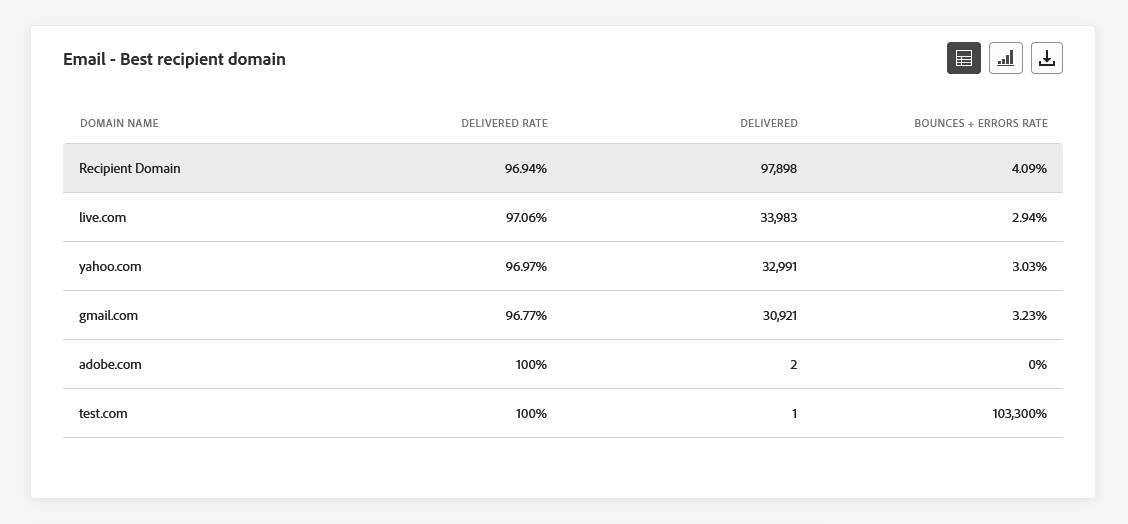 Email - Best recipient domain
DOMAIN NAME DELIVERED RATE DELIVERED BOUNCES + ERRORS RATE
Recipient Domain 96.94% 97,898 4.09%
live.com 97.06% 33,983 2.94%
yahoo.com 96.97% 32,991 3.03%
gmail.com 96.77% 30,921 3.23%
adobe.com 100% 2 0%
test.com 100% 1 103,300%